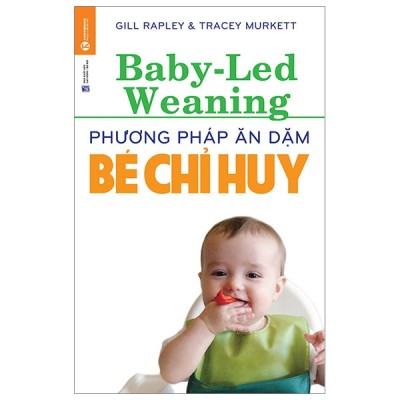 GILL RAPLEY & TRACEY MURKETT
Baby-Led
Weaning
PHƯƠNG PHÁP ĂN DẶM
BÉ CHỈ HUY